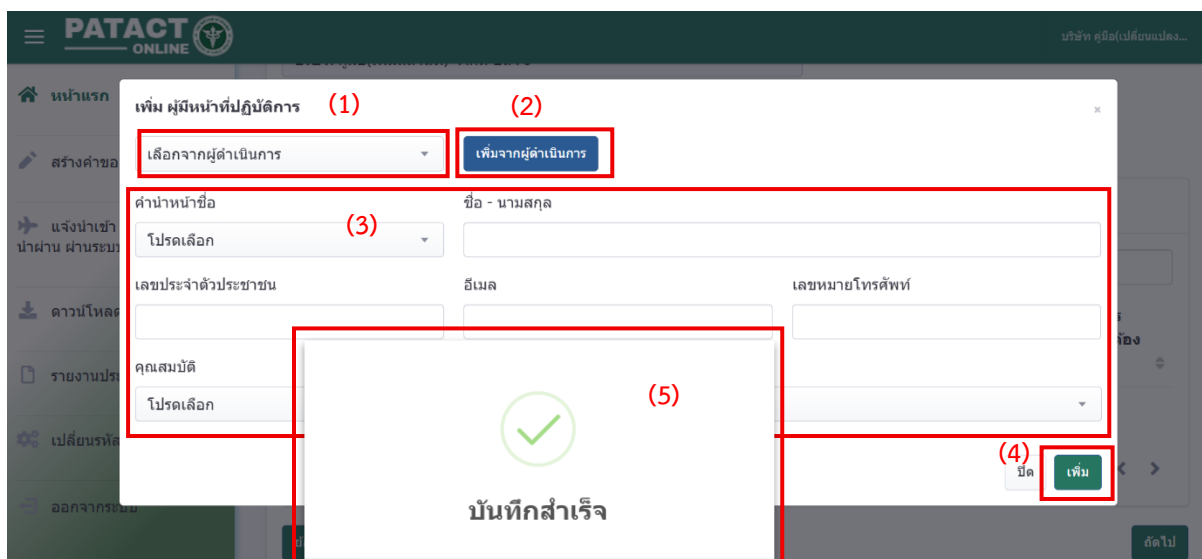 PATACT
ONLINE
บริษัท คู่มือ(เปลี่ยนแปลง...
หน้าแรก
เพิ่ม ผู้มีหน้าที่ปฏิบัติการ
(1)
(2)
×
สร้างคำขอ
เลือกจากผู้ดำเนินการ
เพิ่มจากผู้ดำเนินการ
คำนำหน้าชื่อ
ชื่อ - นามสกุล
(3)
แจ้งนำเข้า
นำผ่าน ผ่านระบบ
โปรดเลือก
เลขประจำตัวประชาชน
อีเมล
เลขหมายโทรศัพท์
ดาวน์โหลด
คุณสมบัติ
รายงานประ
โปรดเลือก
(5)
เปลี่ยนรหัส
(4)
ปิด
เพิ่ม
ออกจากระบบ
บันทึกสำเร็จ
ถัดไป